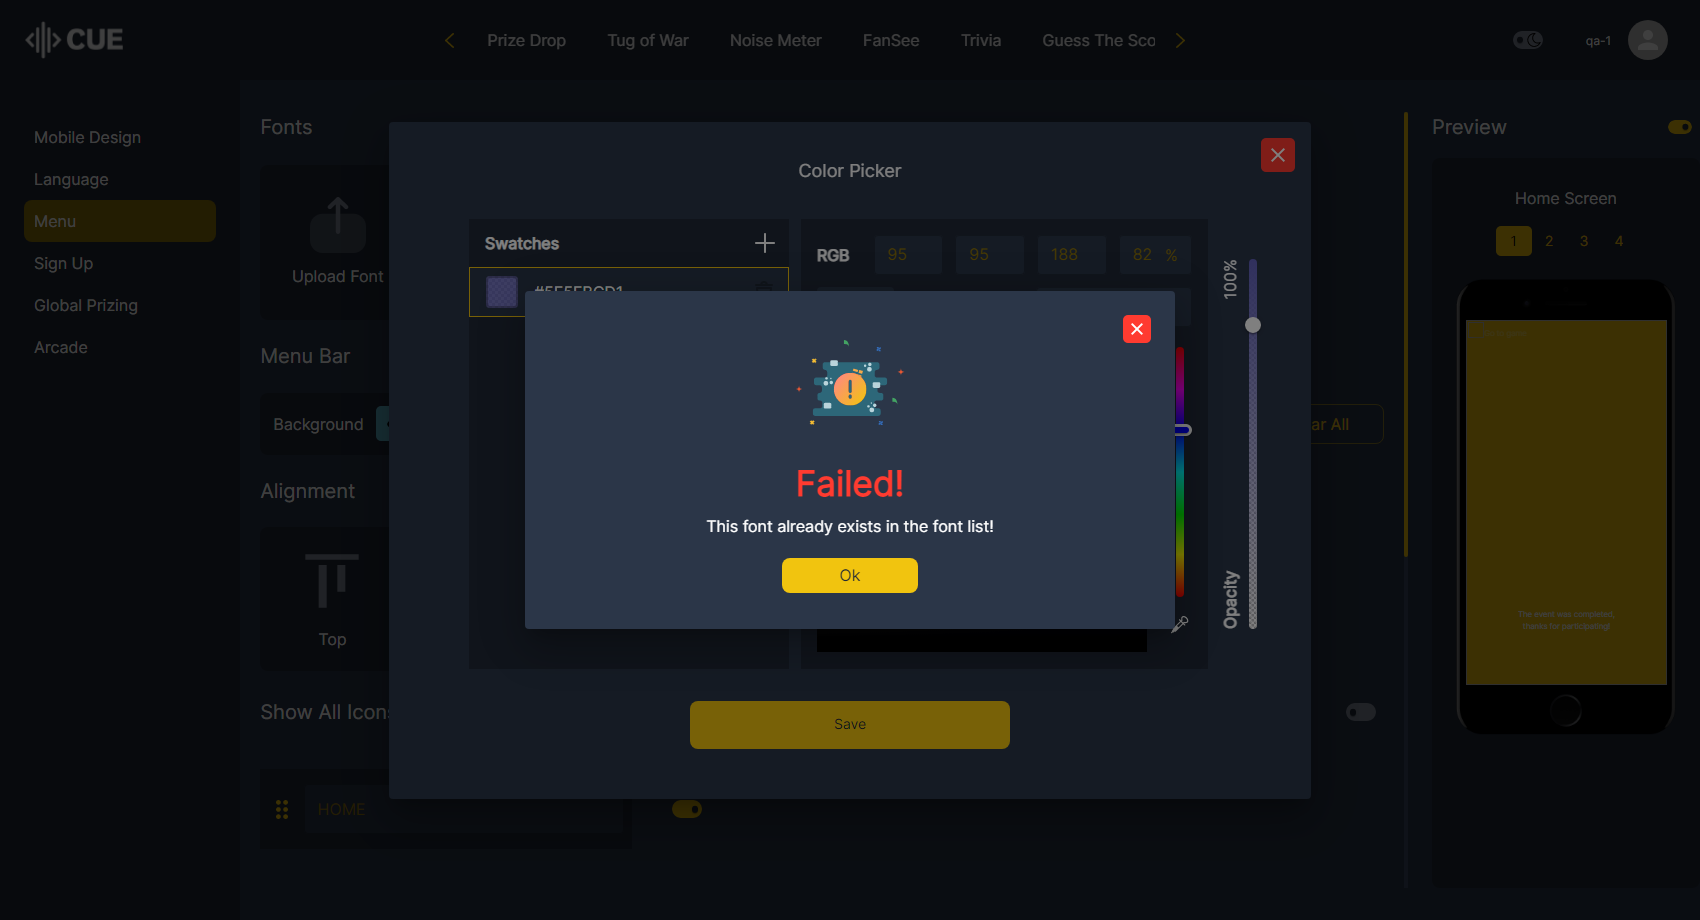 CUE
Prize Drop
Tug of War
Noise Meter
FanSee
Trivia
Guess The Sco
qa-1
Mobile Design
Language
Menu
Sign Up
Global Prizing
Arcade
Fonts
Upload Font
Menu Bar
Background
Alignment
Top
Show All Icons
HOME
Color Picker
Swatches
#5F5FBCD1
RGB
95
95
188
82 %
100%
Opacity
Failed!
This font already exists in the font list!
Ok
Save
ar All
Preview
Home Screen
1
2
3
4
The event was completed,
thanks for participating!